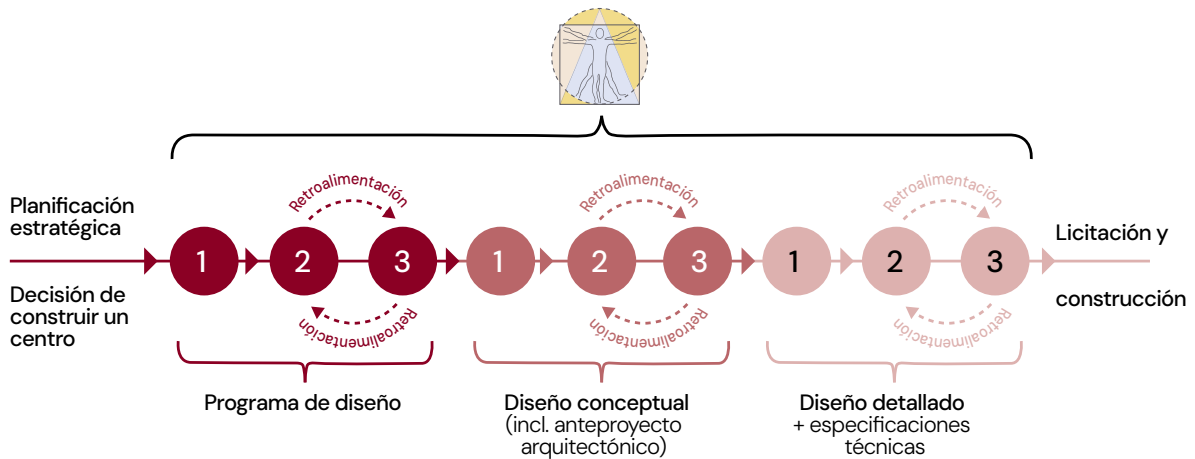 Planificación
estratégica
Decisión de
construir un
centro
1
2
3
Retroalimentación
Retroalimentación
Programa de diseño
1
2
3
Retroalimentación
Retroalimentación
Diseño conceptual
(incl. anteproyecto
arquitectónico)
1
2
3
Retroalimentación
Retroalimentación
Diseño detallado
+ especificaciones
técnicas
Licitación y
construcción